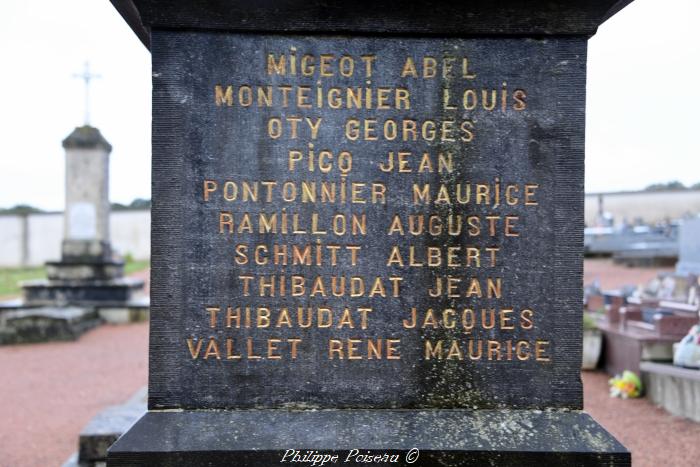 MIGEOT ABEL
MONTEIGNIER LOUIS
OTY GEORGES
PICQ JEAN
PONTONNIER MAURICE
RAMILLON AUGUSTE
SCHMITT ALBERT
THIBAUDAT JEAN
THIBAUDAT JACQUES
VALLET RENE MAURICE
Philippe Poiseau ©